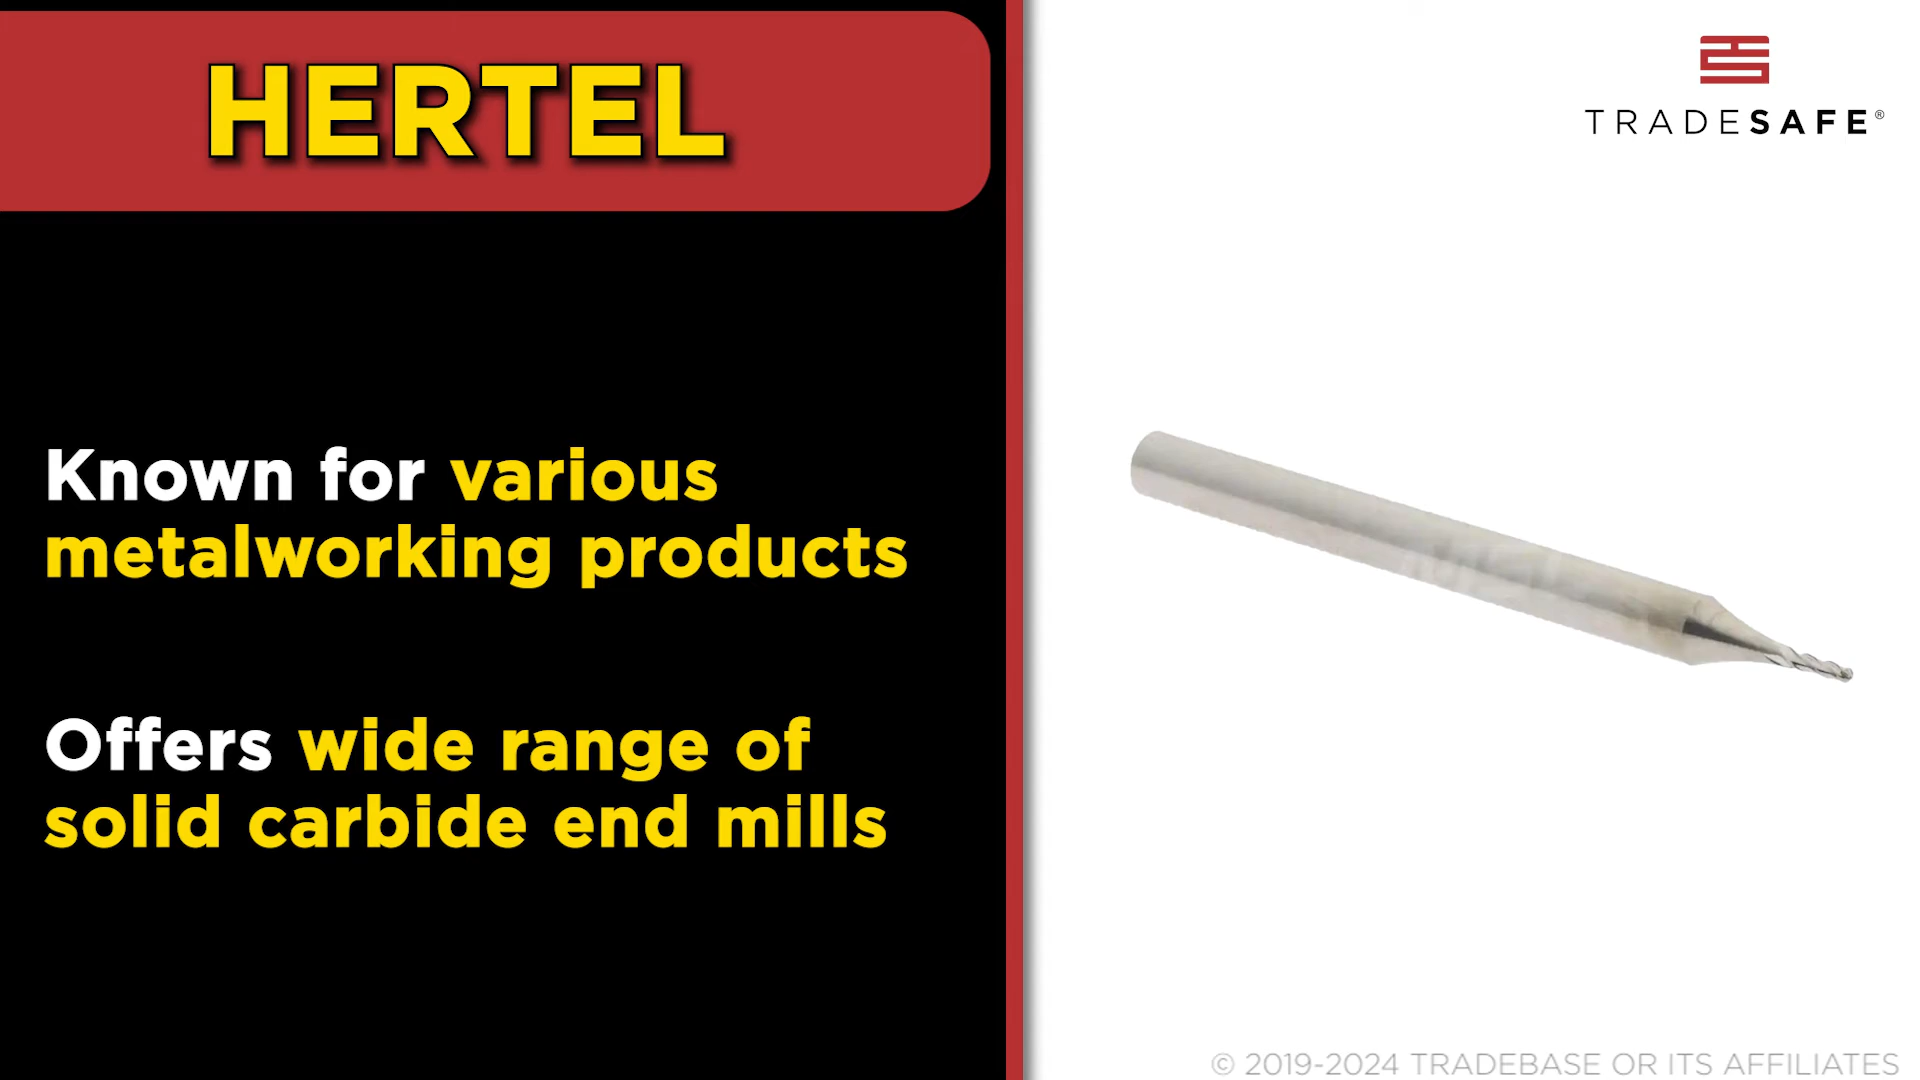 HERTEL
TRADESAFE®
Known for various
metalworking products
Offers wide range of
solid carbide end mills
© 2019-2024 TRADEBASE OR ITS AFFILIATES